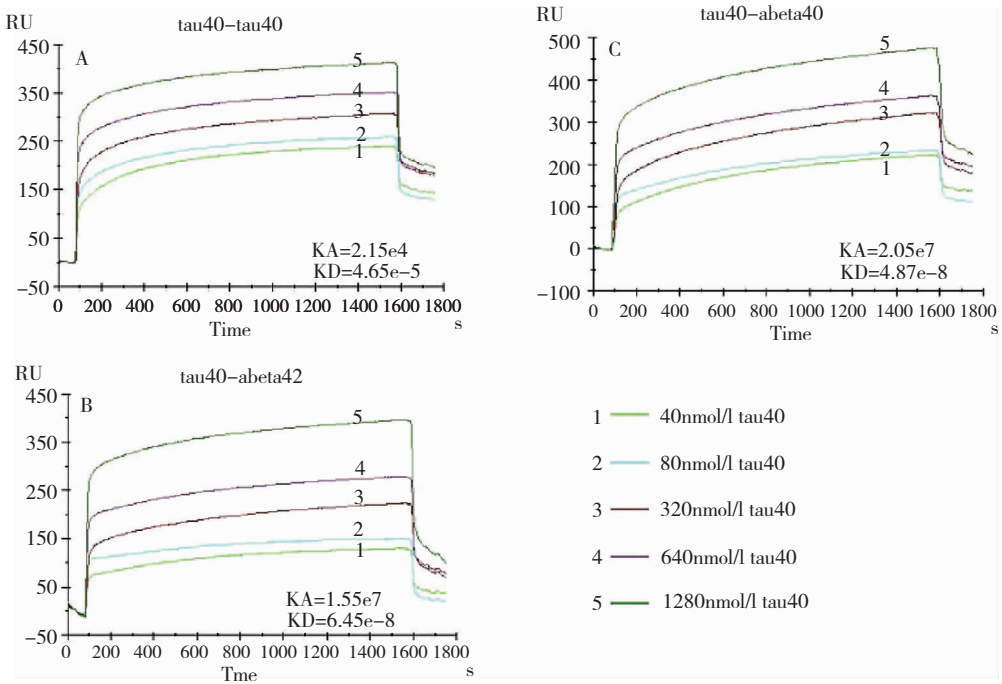 RU
tau40-tau40
450
A
5
350
4
3
250
2
1
150
50
KA=2.15e4
KD=4.65e-5
-50
0 200 400 600 800 1000 1200 1400 1600 1800
Time
s
RU
tau40-abeta40
500
C
5
400
4
300
3
200
2
1
100
0
KA=2.05e7
KD=4.87e-8
-100
0 200 400 600 800 1000 1200 1400 1600 1800
Time
s
RU
tau40-abeta42
450
B
5
350
4
250
3
150
2
1
50
KA=1.55e7
KD=6.45e-8
-50
0 200 400 600 800 1000 1200 1400 1600 1800
Tme
s
1 40nmol/l tau40
2 80nmol/l tau40
3 320nmol/l tau40
4 640nmol/l tau40
5 1280nmol/l tau40